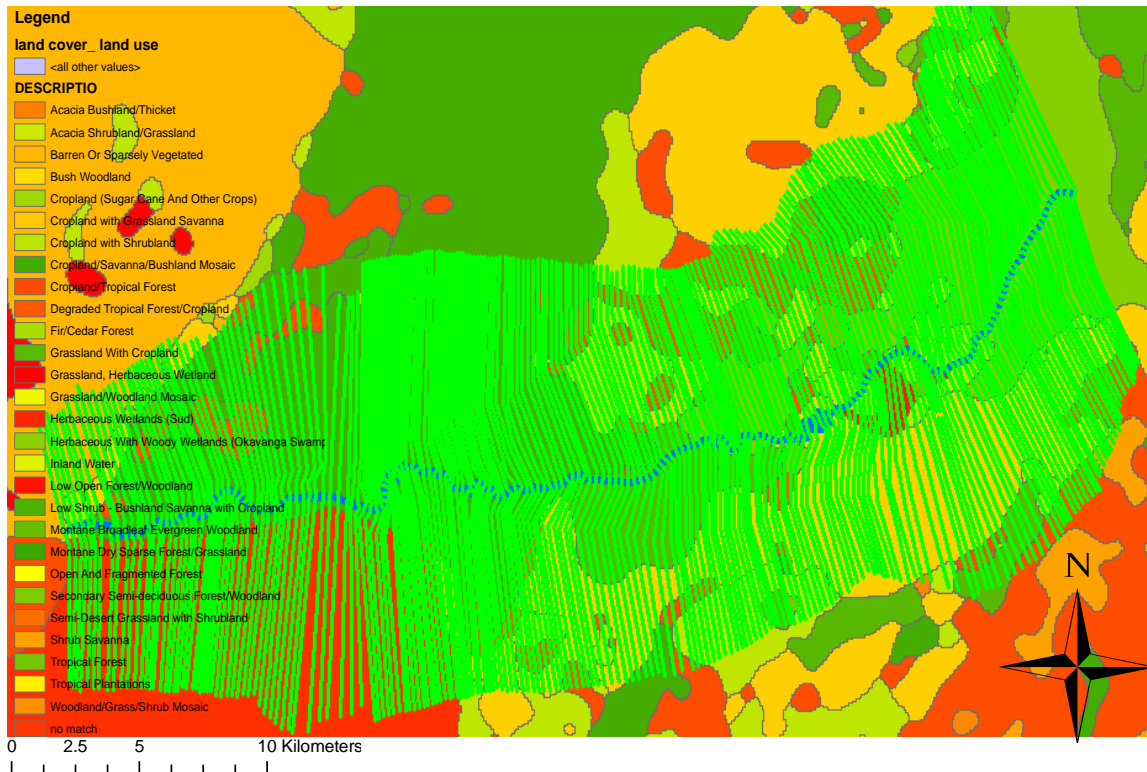 Legend
land cover_ land use
<all other values>
DESCRIPTIO
Acacia Bushland/Thicket
Acacia Shrubland/Grassland
Barren Or Sparsely Vegetated
Bush Woodland
Cropland (Sugar Cane And Other Crops)
Cropland with Grassland Savanna
Cropland with Shrubland
Cropland/Savanna/Bushland Mosaic
Cropland/Tropical Forest
Degraded Tropical Forest/Cropland
Fir/Cedar Forest
Grassland With Cropland
Grassland, Herbaceous Wetland
Grassland/Woodland Mosaic
Herbaceous Wetlands (Sud)
Herbaceous With Woody Wetlands (Okavanga Swamp
Inland Water
Low Open Forest/Woodland
Low Shrub - Bushland Savanna with Cropland
Montane Broadleaf Evergreen Woodland
Montane Dry Sparse Forest/Grassland
Open And Fragmented Forest
Secondary Semi-deciduous Forest/Woodland
Semi-Desert Grassland with Shrubland
Shrub Savanna
Tropical Forest
Tropical Plantations
Woodland/Grass/Shrub Mosaic
no match
N
0 2.5 5 10 Kilometers